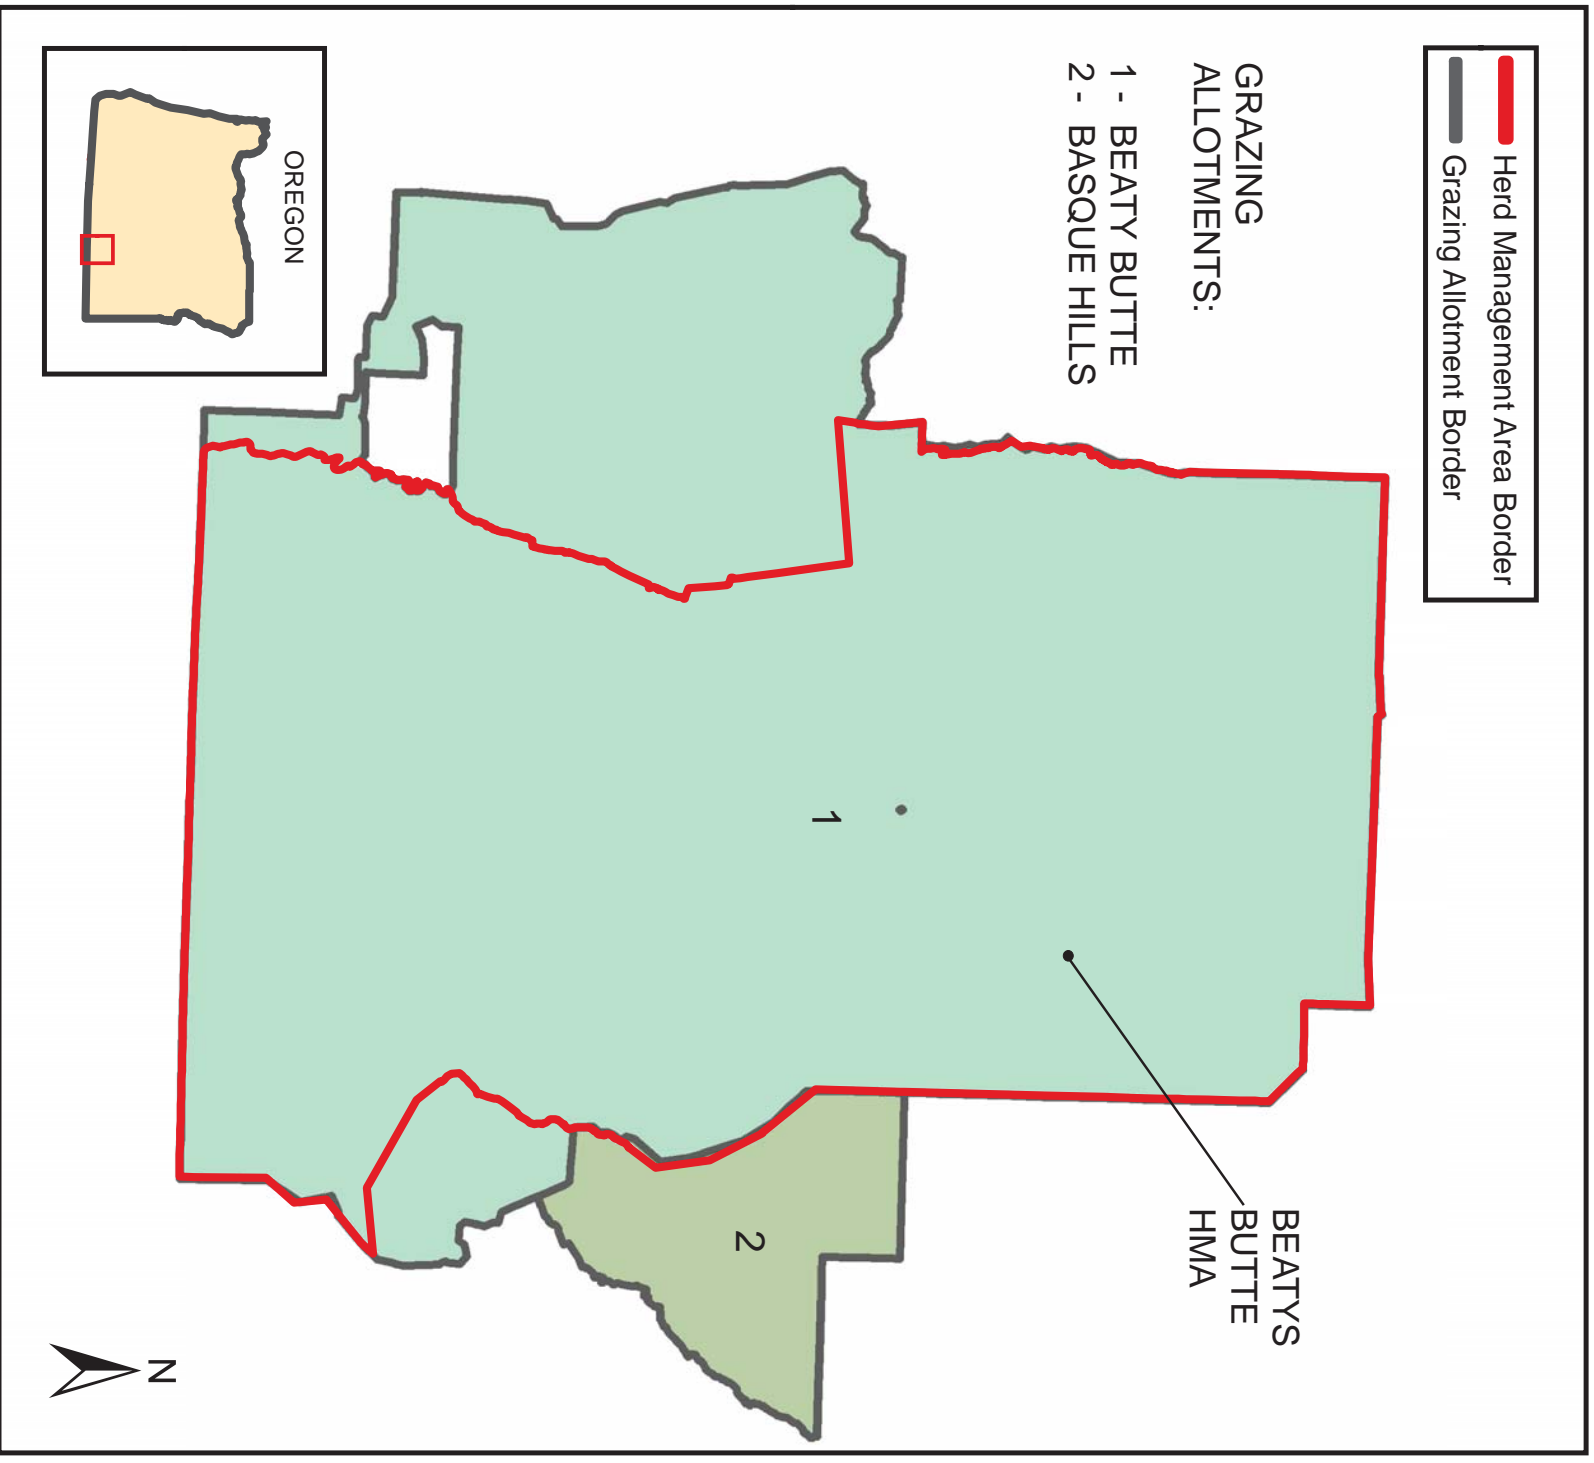 Herd Management Area Border
Grazing Allotment Border
GRAZING
ALLOTMENTS:
1 - BEATY BUTTE
2 - BASQUE HILLS
BEATYS
BUTTE
HMA
1
2
OREGON
N